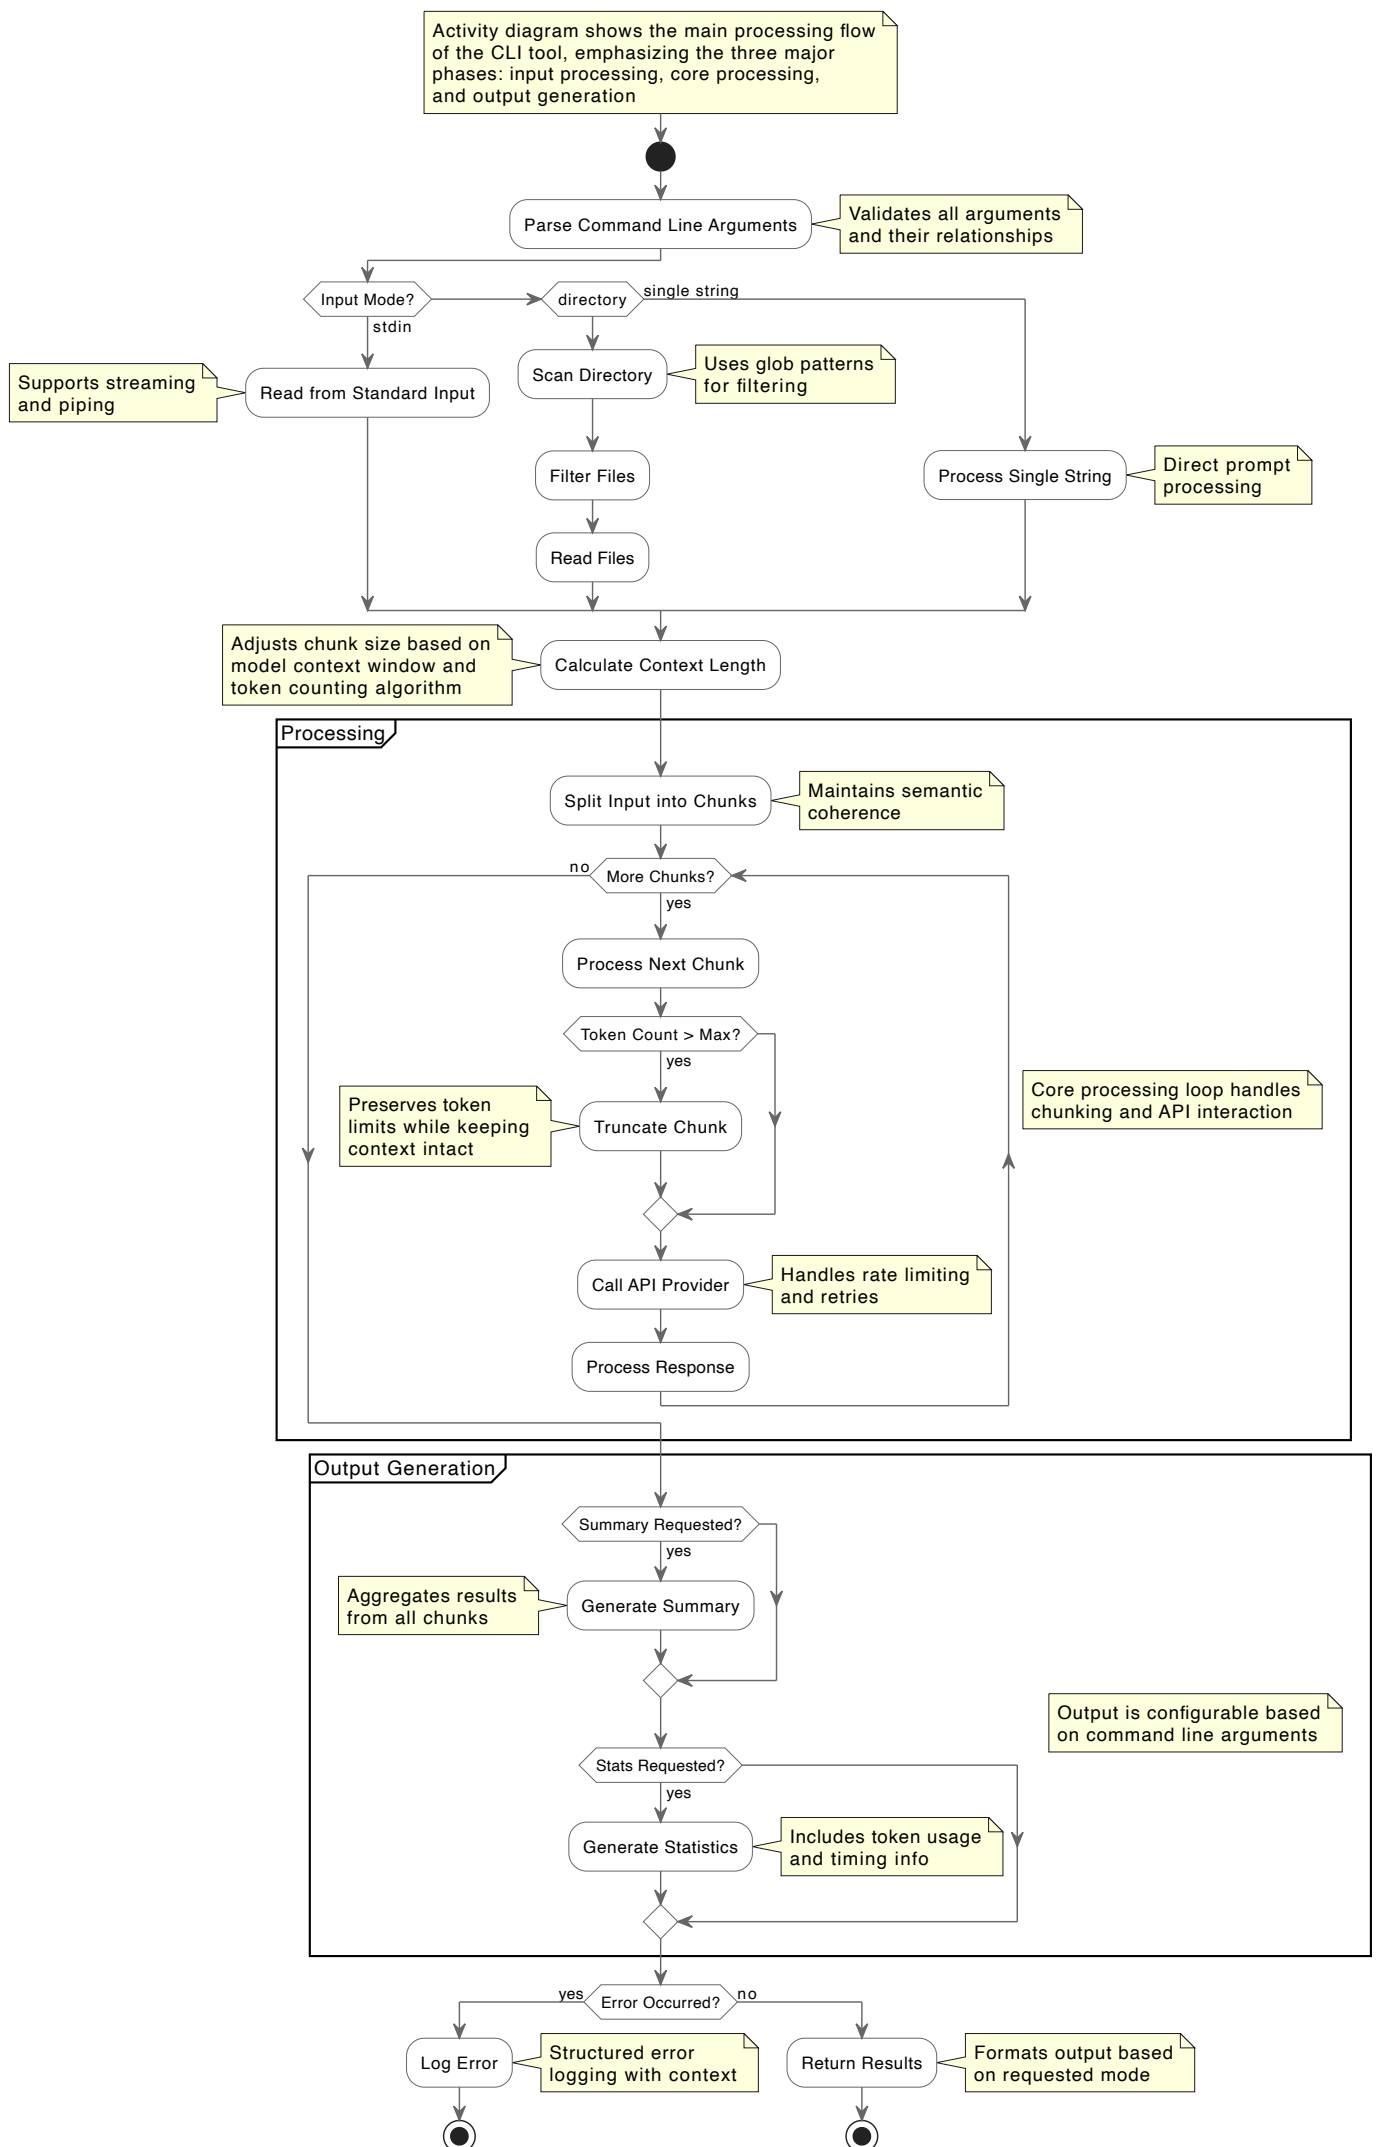 Activity diagram shows the main processing flow
of the CLI tool, emphasizing the three major
phases: input processing, core processing,
and output generation
Parse Command Line Arguments
Validates all arguments
and their relationships
Input Mode?
directory
single string
stdin
Supports streaming
and piping
Read from Standard Input
Scan Directory
Uses glob patterns
for filtering
Filter Files
Process Single String
Direct prompt
processing
Read Files
Adjusts chunk size based on
model context window and
token counting algorithm
Calculate Context Length
Processing
Split Input into Chunks
Maintains semantic
coherence
no
More Chunks?
yes
Process Next Chunk
Token Count > Max?
yes
Preserves token
limits while keeping
context intact
Truncate Chunk
Core processing loop handles
chunking and API interaction
Call API Provider
Handles rate limiting
and retries
Process Response
Output Generation
Summary Requested?
yes
Aggregates results
from all chunks
Generate Summary
Output is configurable based
on command line arguments
Stats Requested?
yes
Generate Statistics
Includes token usage
and timing info
yes
Error Occurred?
no
Log Error
Structured error
logging with context
Return Results
Formats output based
on requested mode